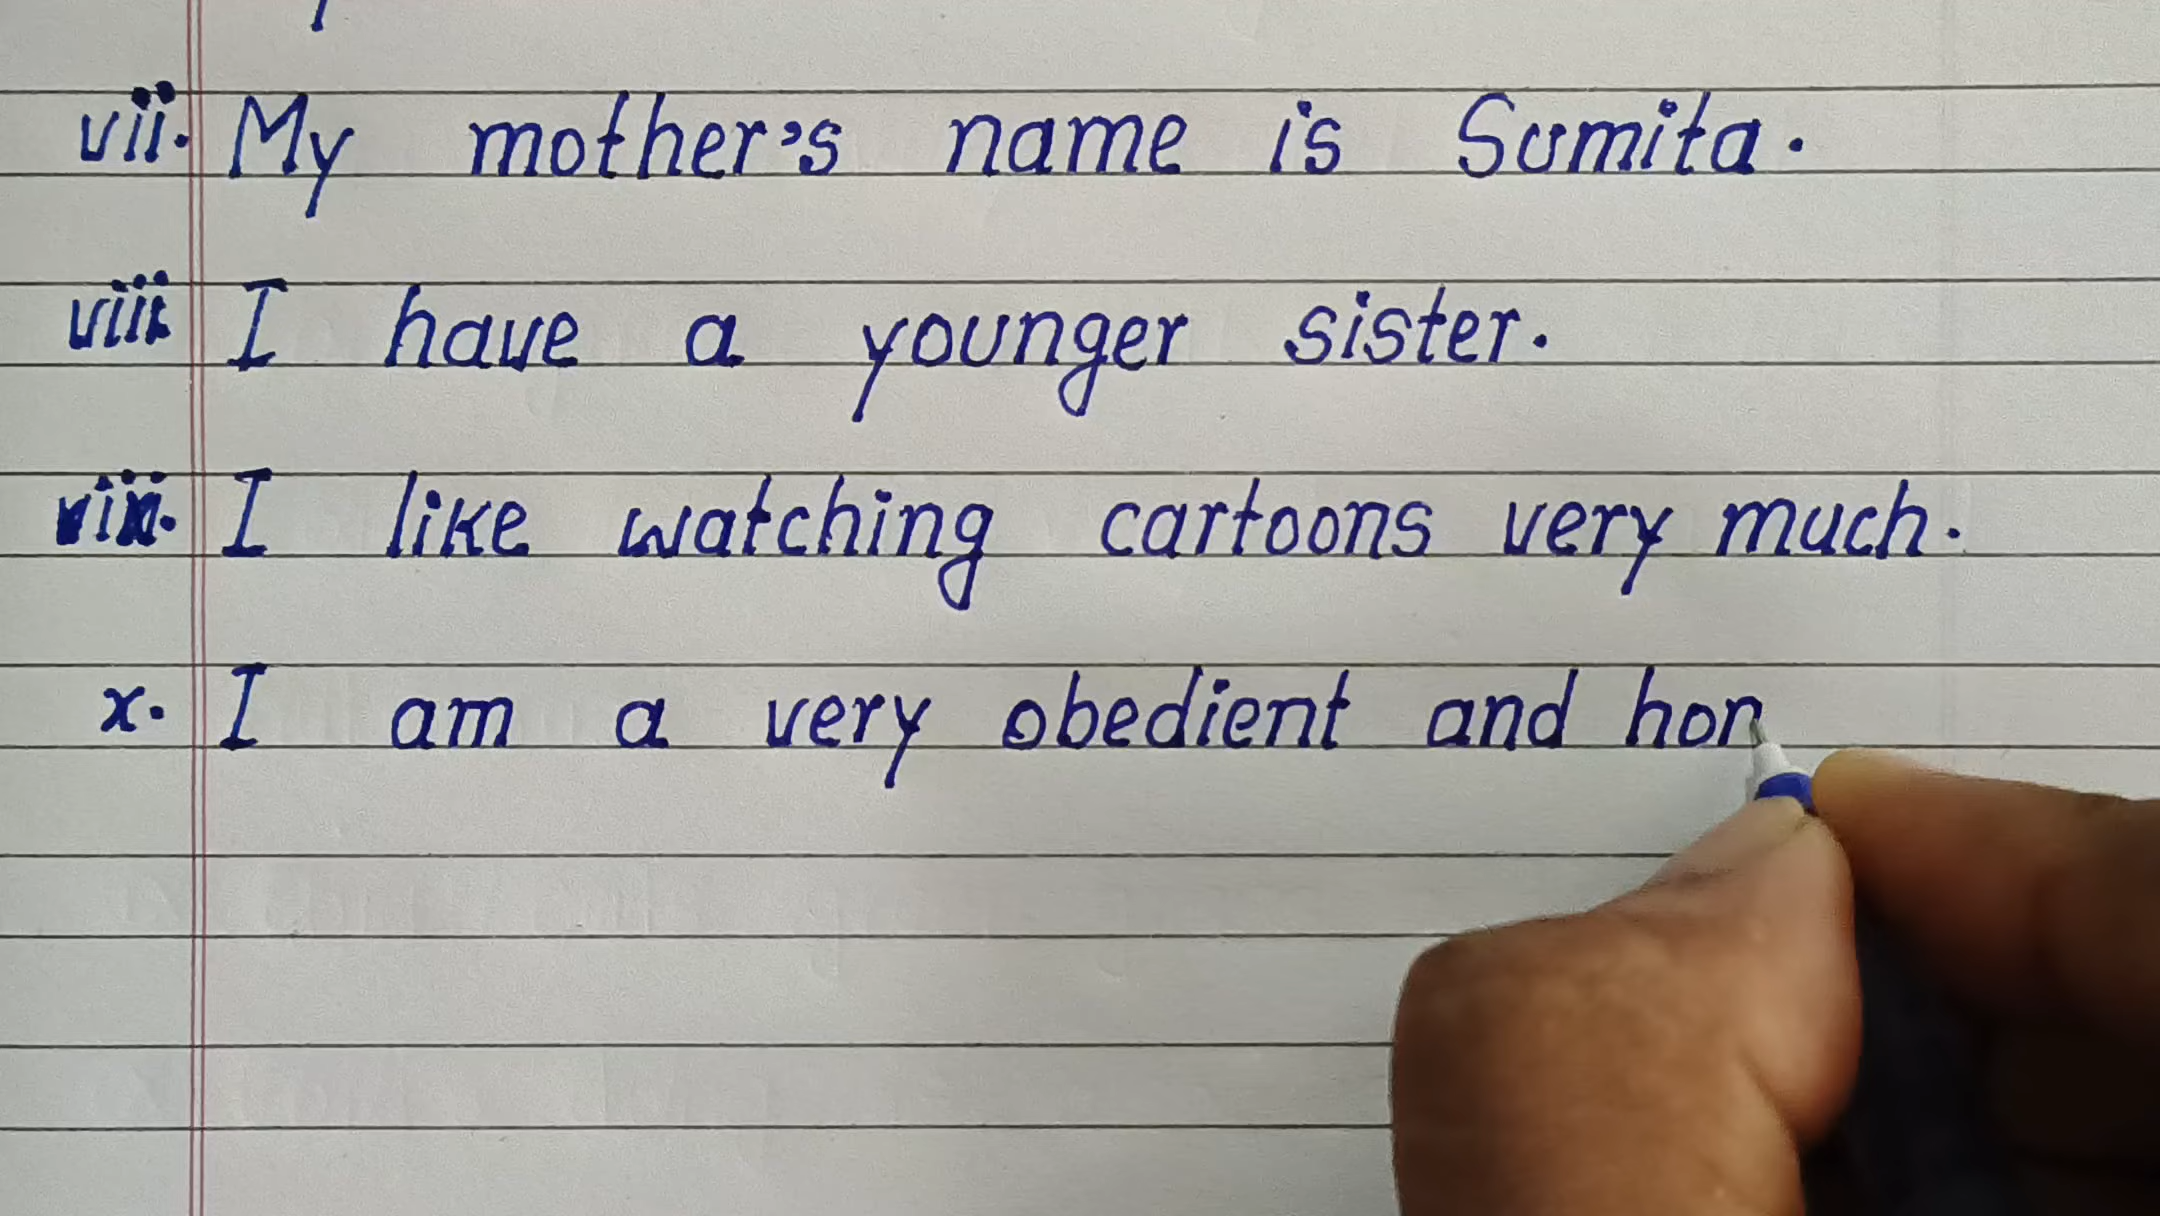 vii. My mother's name is Sumita.
viii I have a younger sister.
I like watching cartoons very much.
x. I am a very obedient and hon